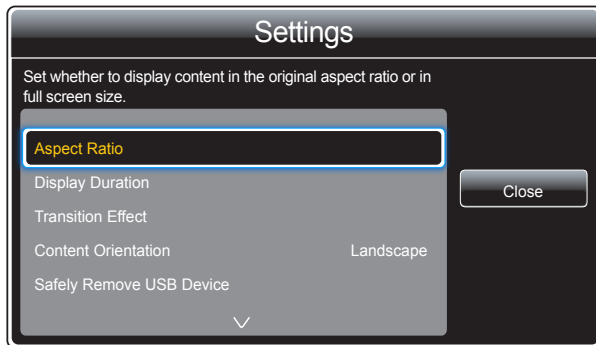 Settings
Set whether to display content in the original aspect ratio or in
full screen size.
Aspect Ratio
Display Duration
Close
Transition Effect
Content Orientation Landscape
Safely Remove USB Device